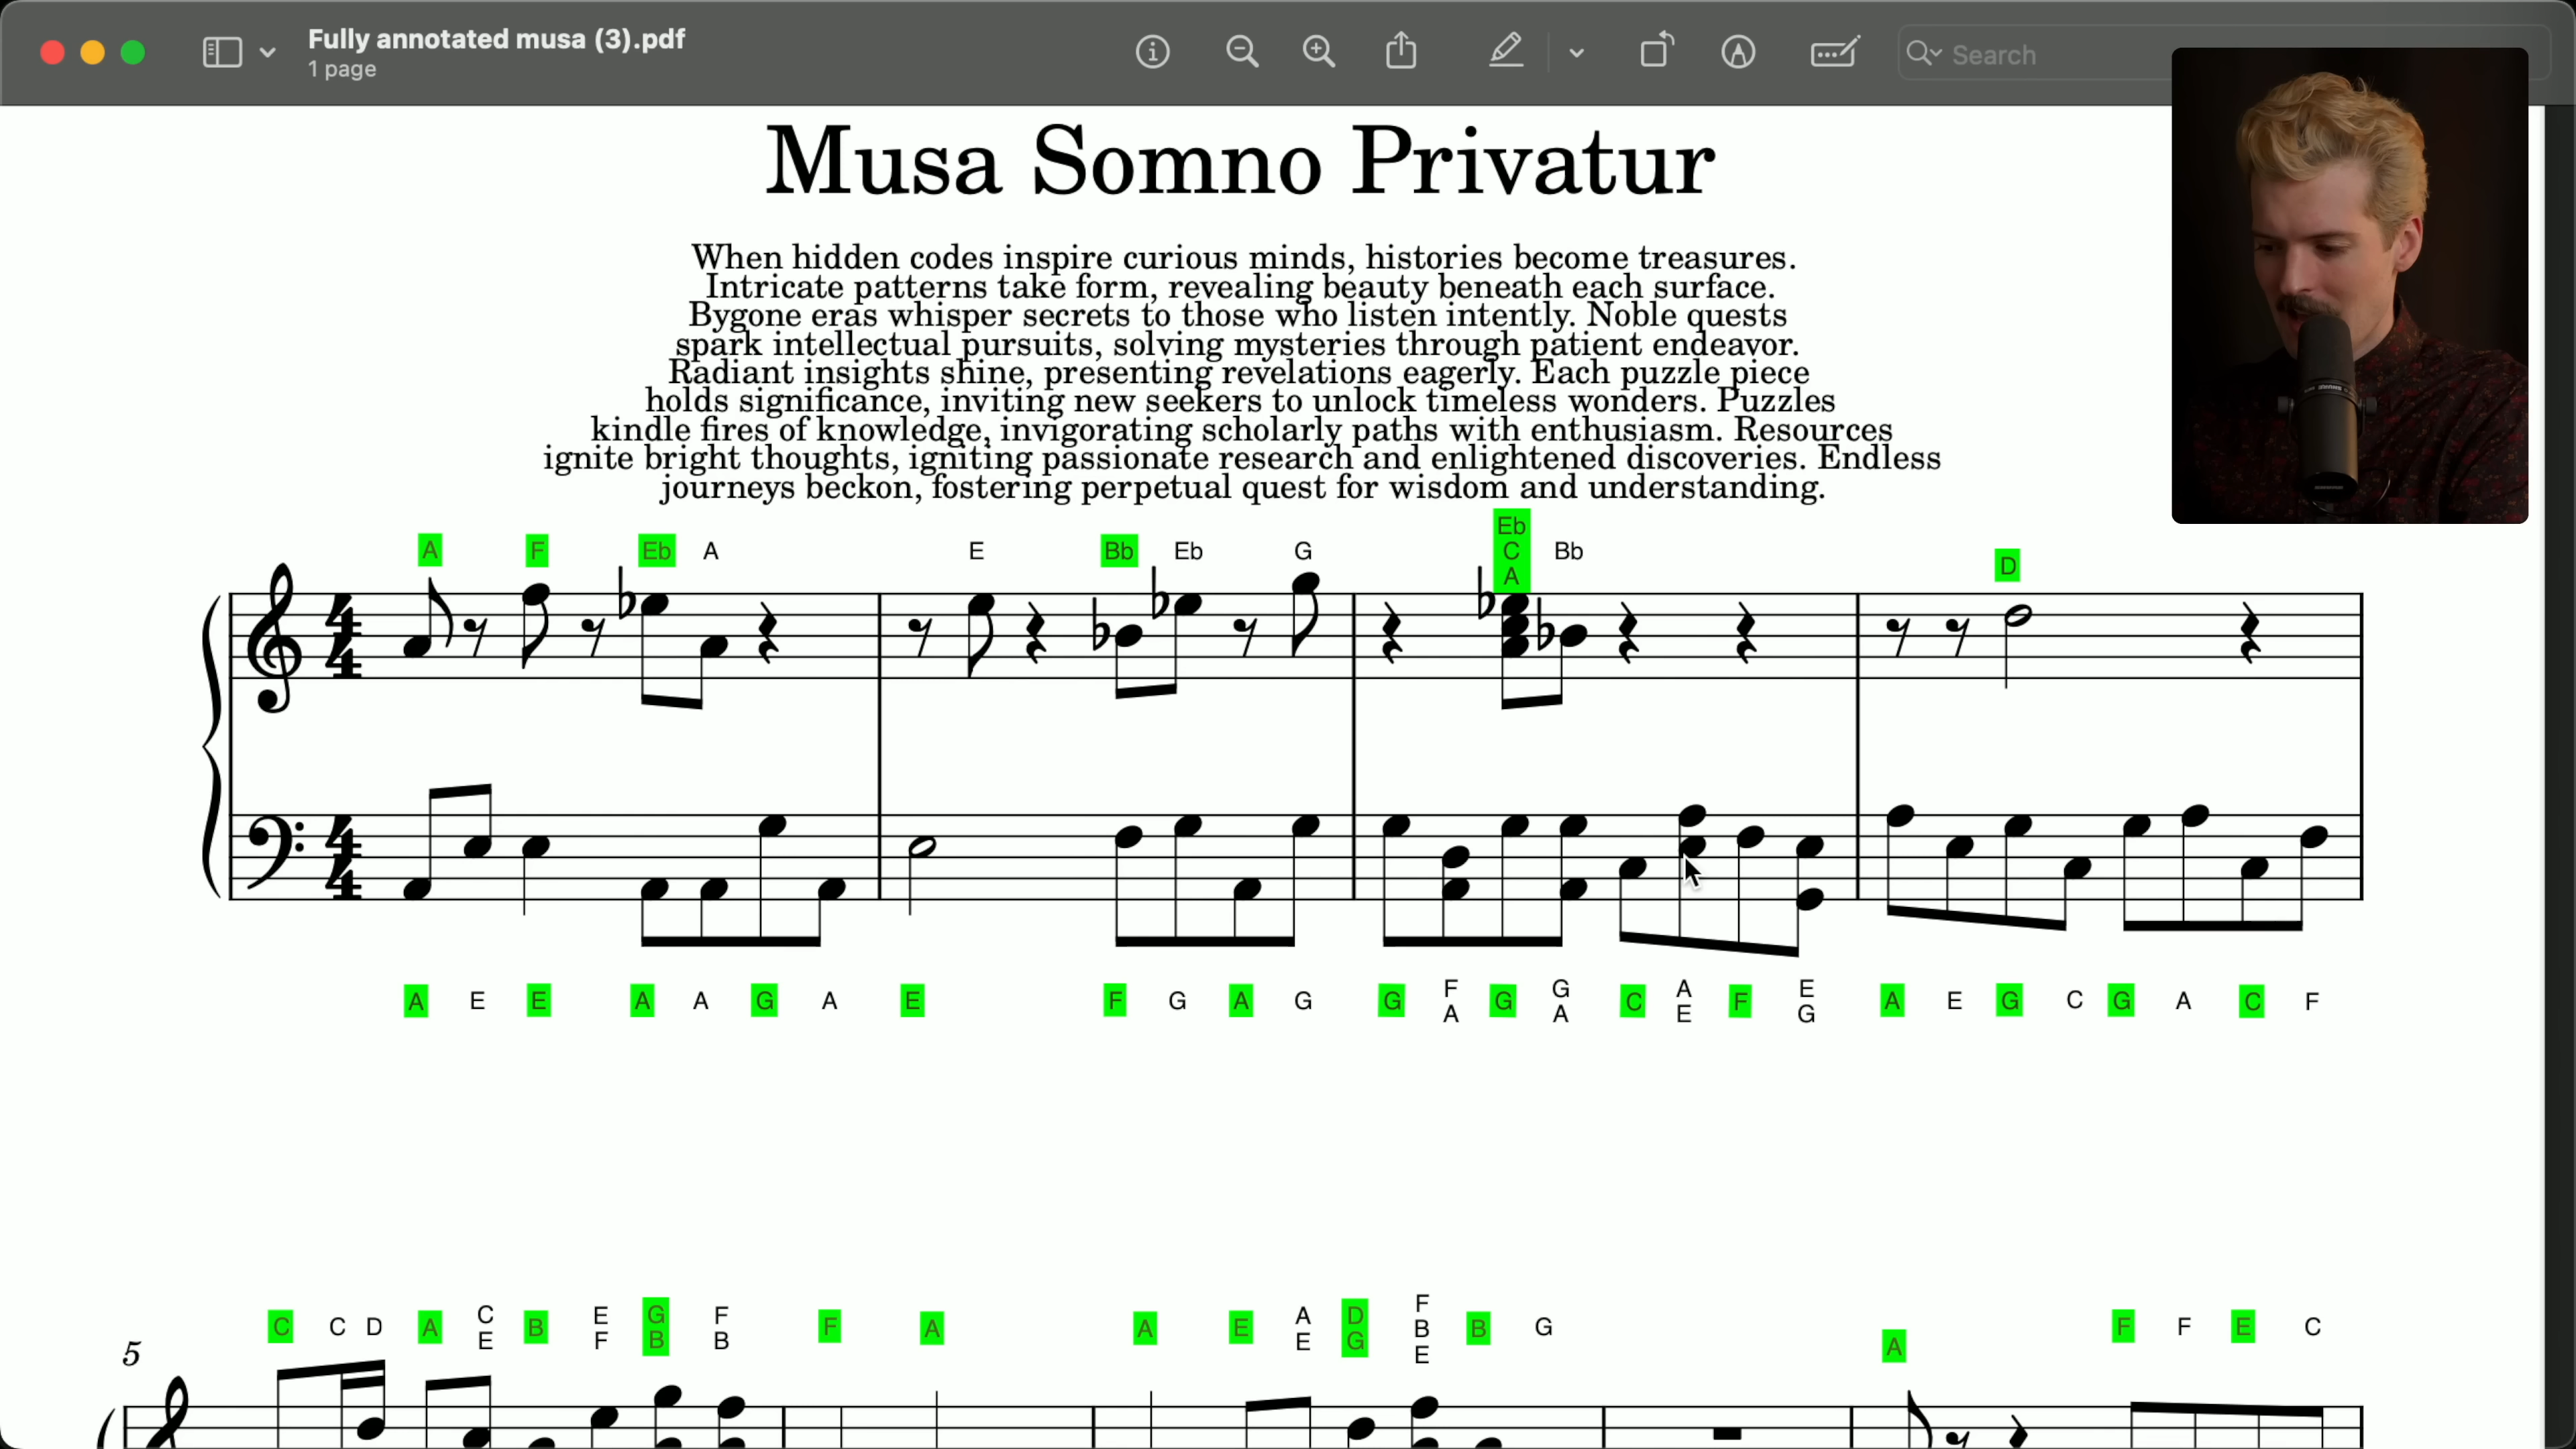 Fully annotated musa (3).pdf
1 page
Search
Musa Somno Privatur
When hidden codes inspire curious minds, histories become treasures.
Intricate patterns take form, revealing beauty beneath each surface.
Bygone eras whisper secrets to those who listen intently. Noble quests
spark intellectual pursuits, solving mysteries through patient endeavor.
Radiant insights shine, presenting revelations eagerly. Each puzzle piece
holds significance, inviting new seekers to unlock timeless wonders. Puzzles
kindle fires of knowledge, invigorating scholarly paths with enthusiasm. Resources
ignite bright thoughts, igniting passionate research and enlightened discoveries. Endless
journeys beckon, fostering perpetual quest for wisdom and understanding.
Eb
A F Eb A E Bb Eb G C Bb
A D
4 4
4 4
A E E A A G A E F G A G G F G G C A F E A E G C G A C F
A A E G
C C D A C B E G F F A A E A D F B G F F E C
E F B B E G B
E
5 A